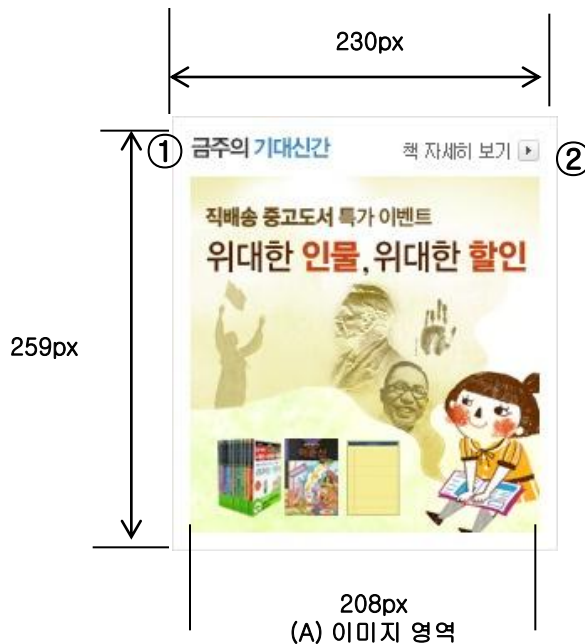 230px
① 금주의 기대신간 책 자세히 보기 ②
직배송 중고도서 특가 이벤트
위대한 인물, 위대한 할인
259px
208px
(A) 이미지 영역